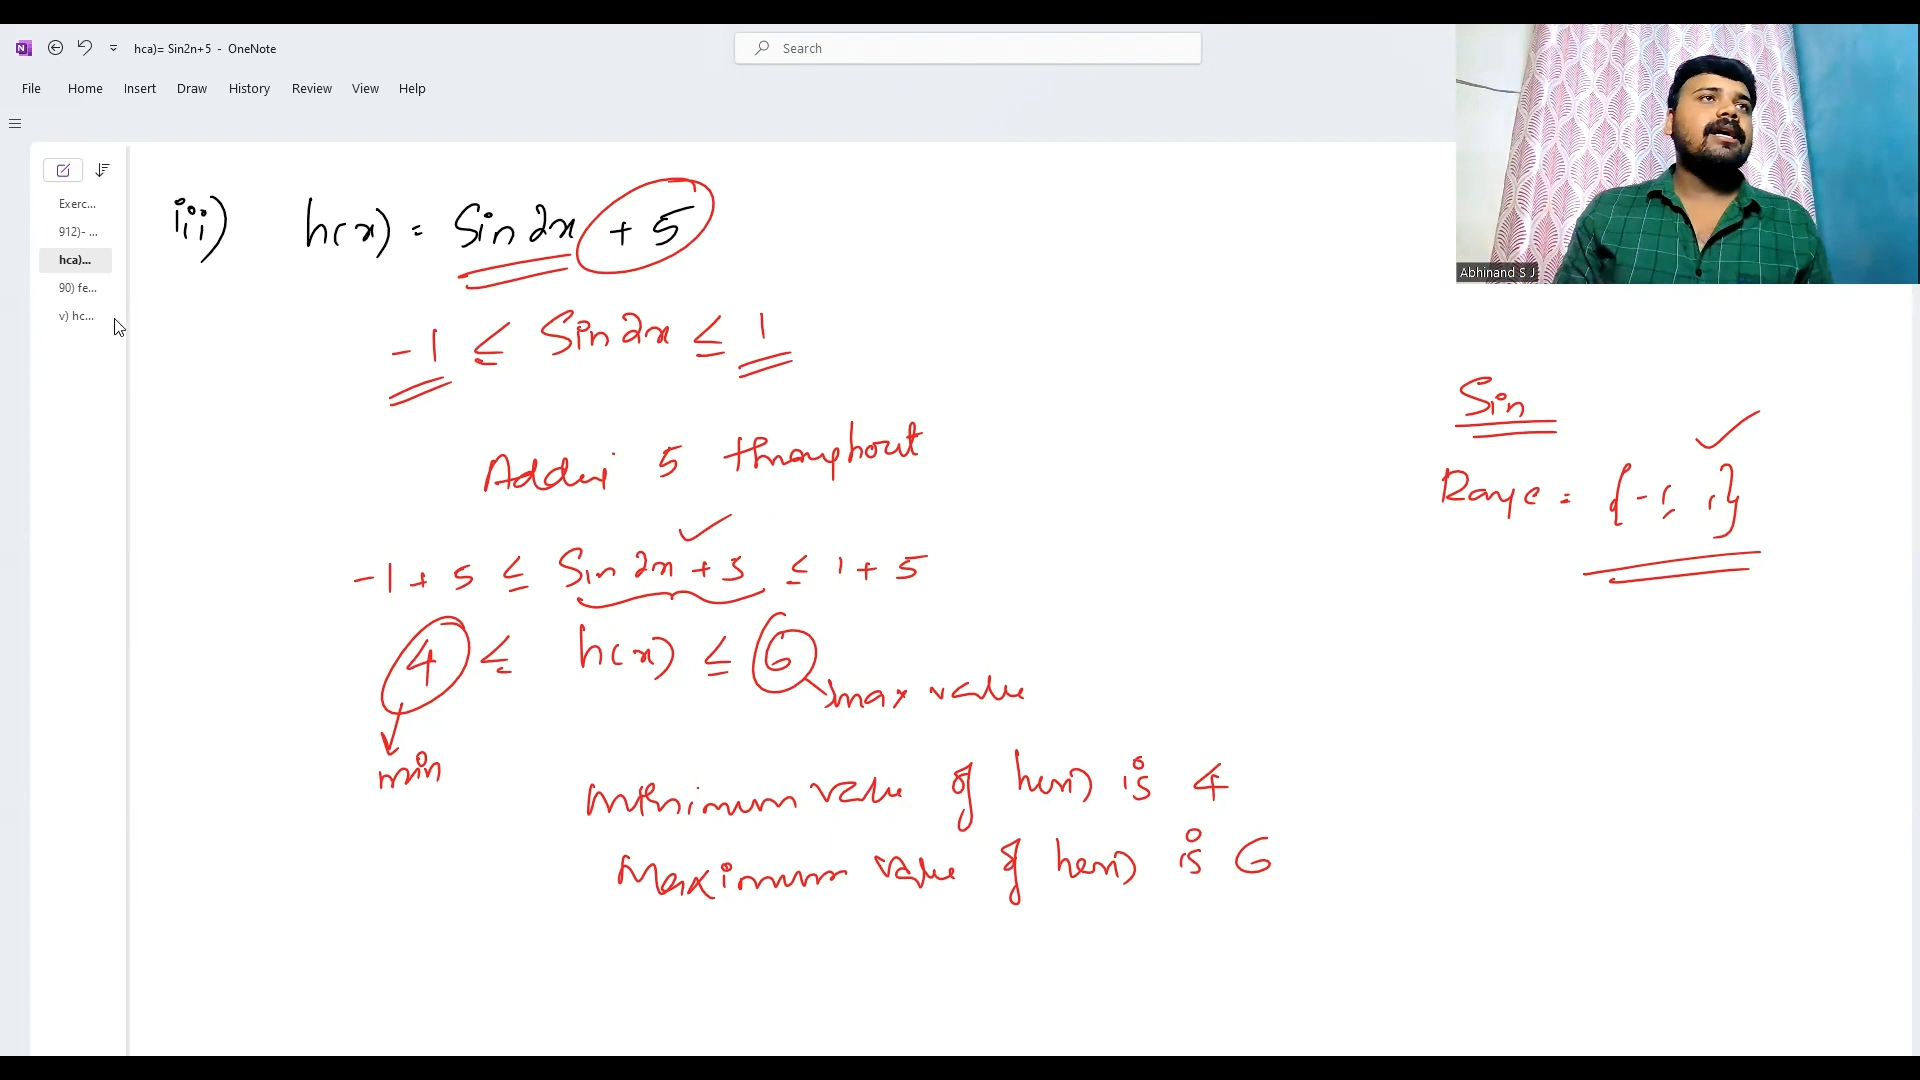 hca)= Sin2n+5 - OneNote
Search
File Home Insert Draw History Review View Help
Exerc...
912)- ...
hca)...
90) fe...
v) hc...
Abhinand S J
iii) h(x) = Sin 2x + 5
-1 ≤ Sin 2x ≤ 1
Adding 5 throughout
-1 + 5 ≤ Sin 2x + 5 ≤ 1 + 5
4 ≤ h(x) ≤ 6
max value
min
Minimum value of h(x) is 4
Maximum value of h(x) is 6
Sin
Range = {-1, 1}